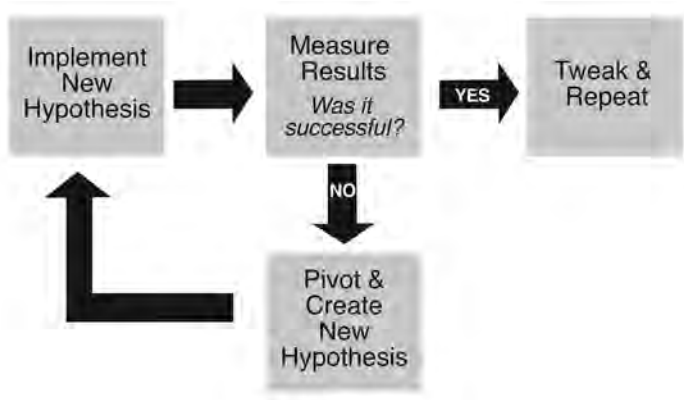 Implement
New
Hypothesis
Measure
Results
Was it
successful?
YES
Tweak &
Repeat
NO
Pivot &
Create
New
Hypothesis